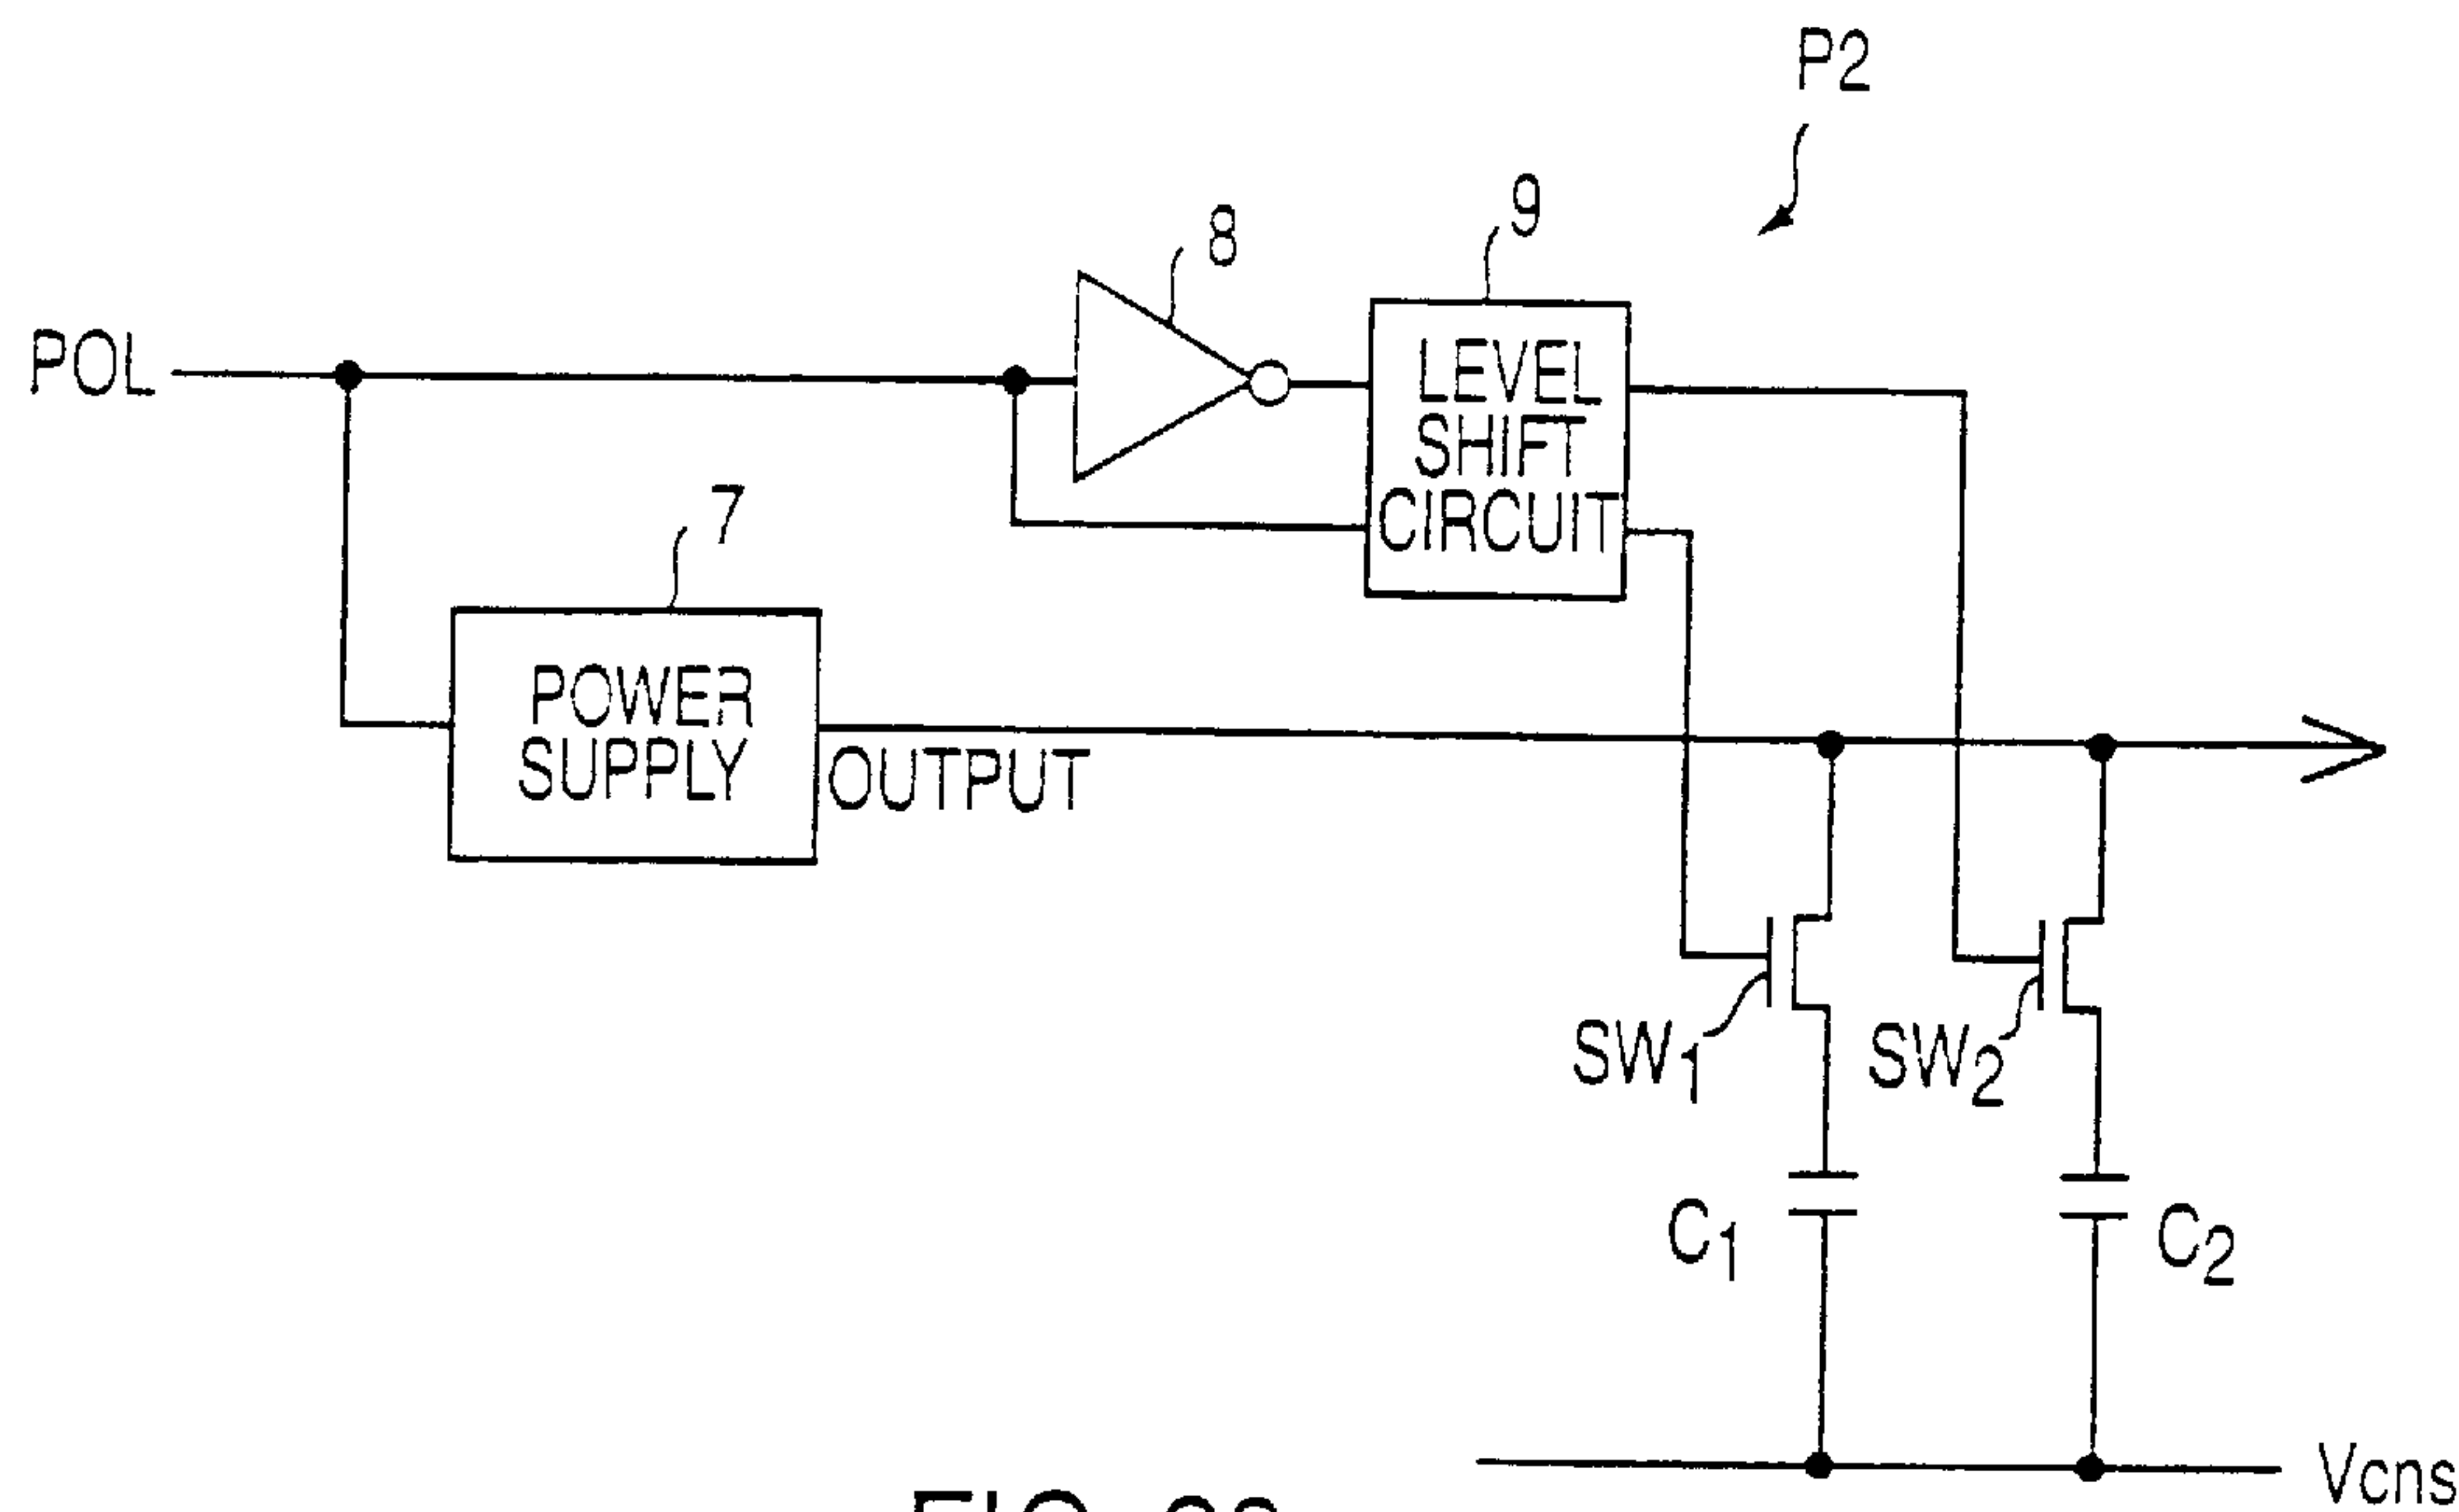 P2
9
8
POL
LEVEL
SHIFT
CIRCUIT
7
POWER
SUPPLY
OUTPUT
SW1
SW2
C1
C2
Vcns